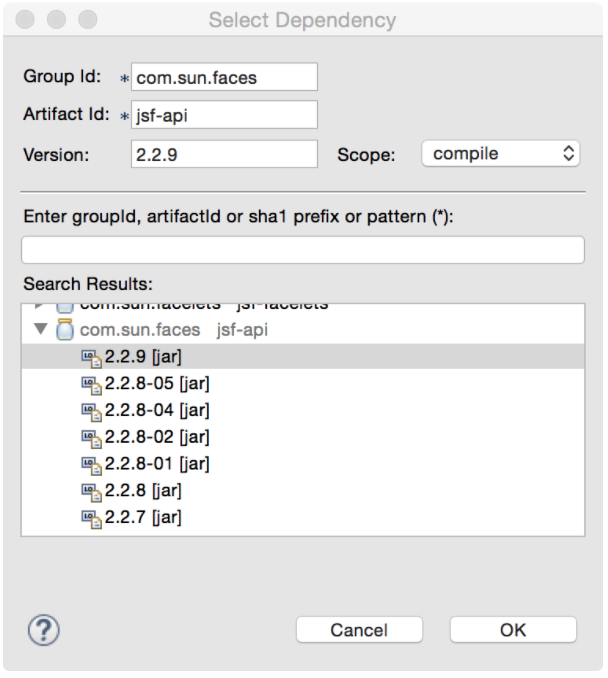 Select Dependency
Group Id: * com.sun.faces
Artifact Id: * jsf-api
Version: 2.2.9 Scope: compile
Enter groupId, artifactId or sha1 prefix or pattern (*):
Search Results:
com.sun.facelets jsf-facelets
com.sun.faces jsf-api
2.2.9 [jar]
2.2.8-05 [jar]
2.2.8-04 [jar]
2.2.8-02 [jar]
2.2.8-01 [jar]
2.2.8 [jar]
2.2.7 [jar]
? Cancel OK